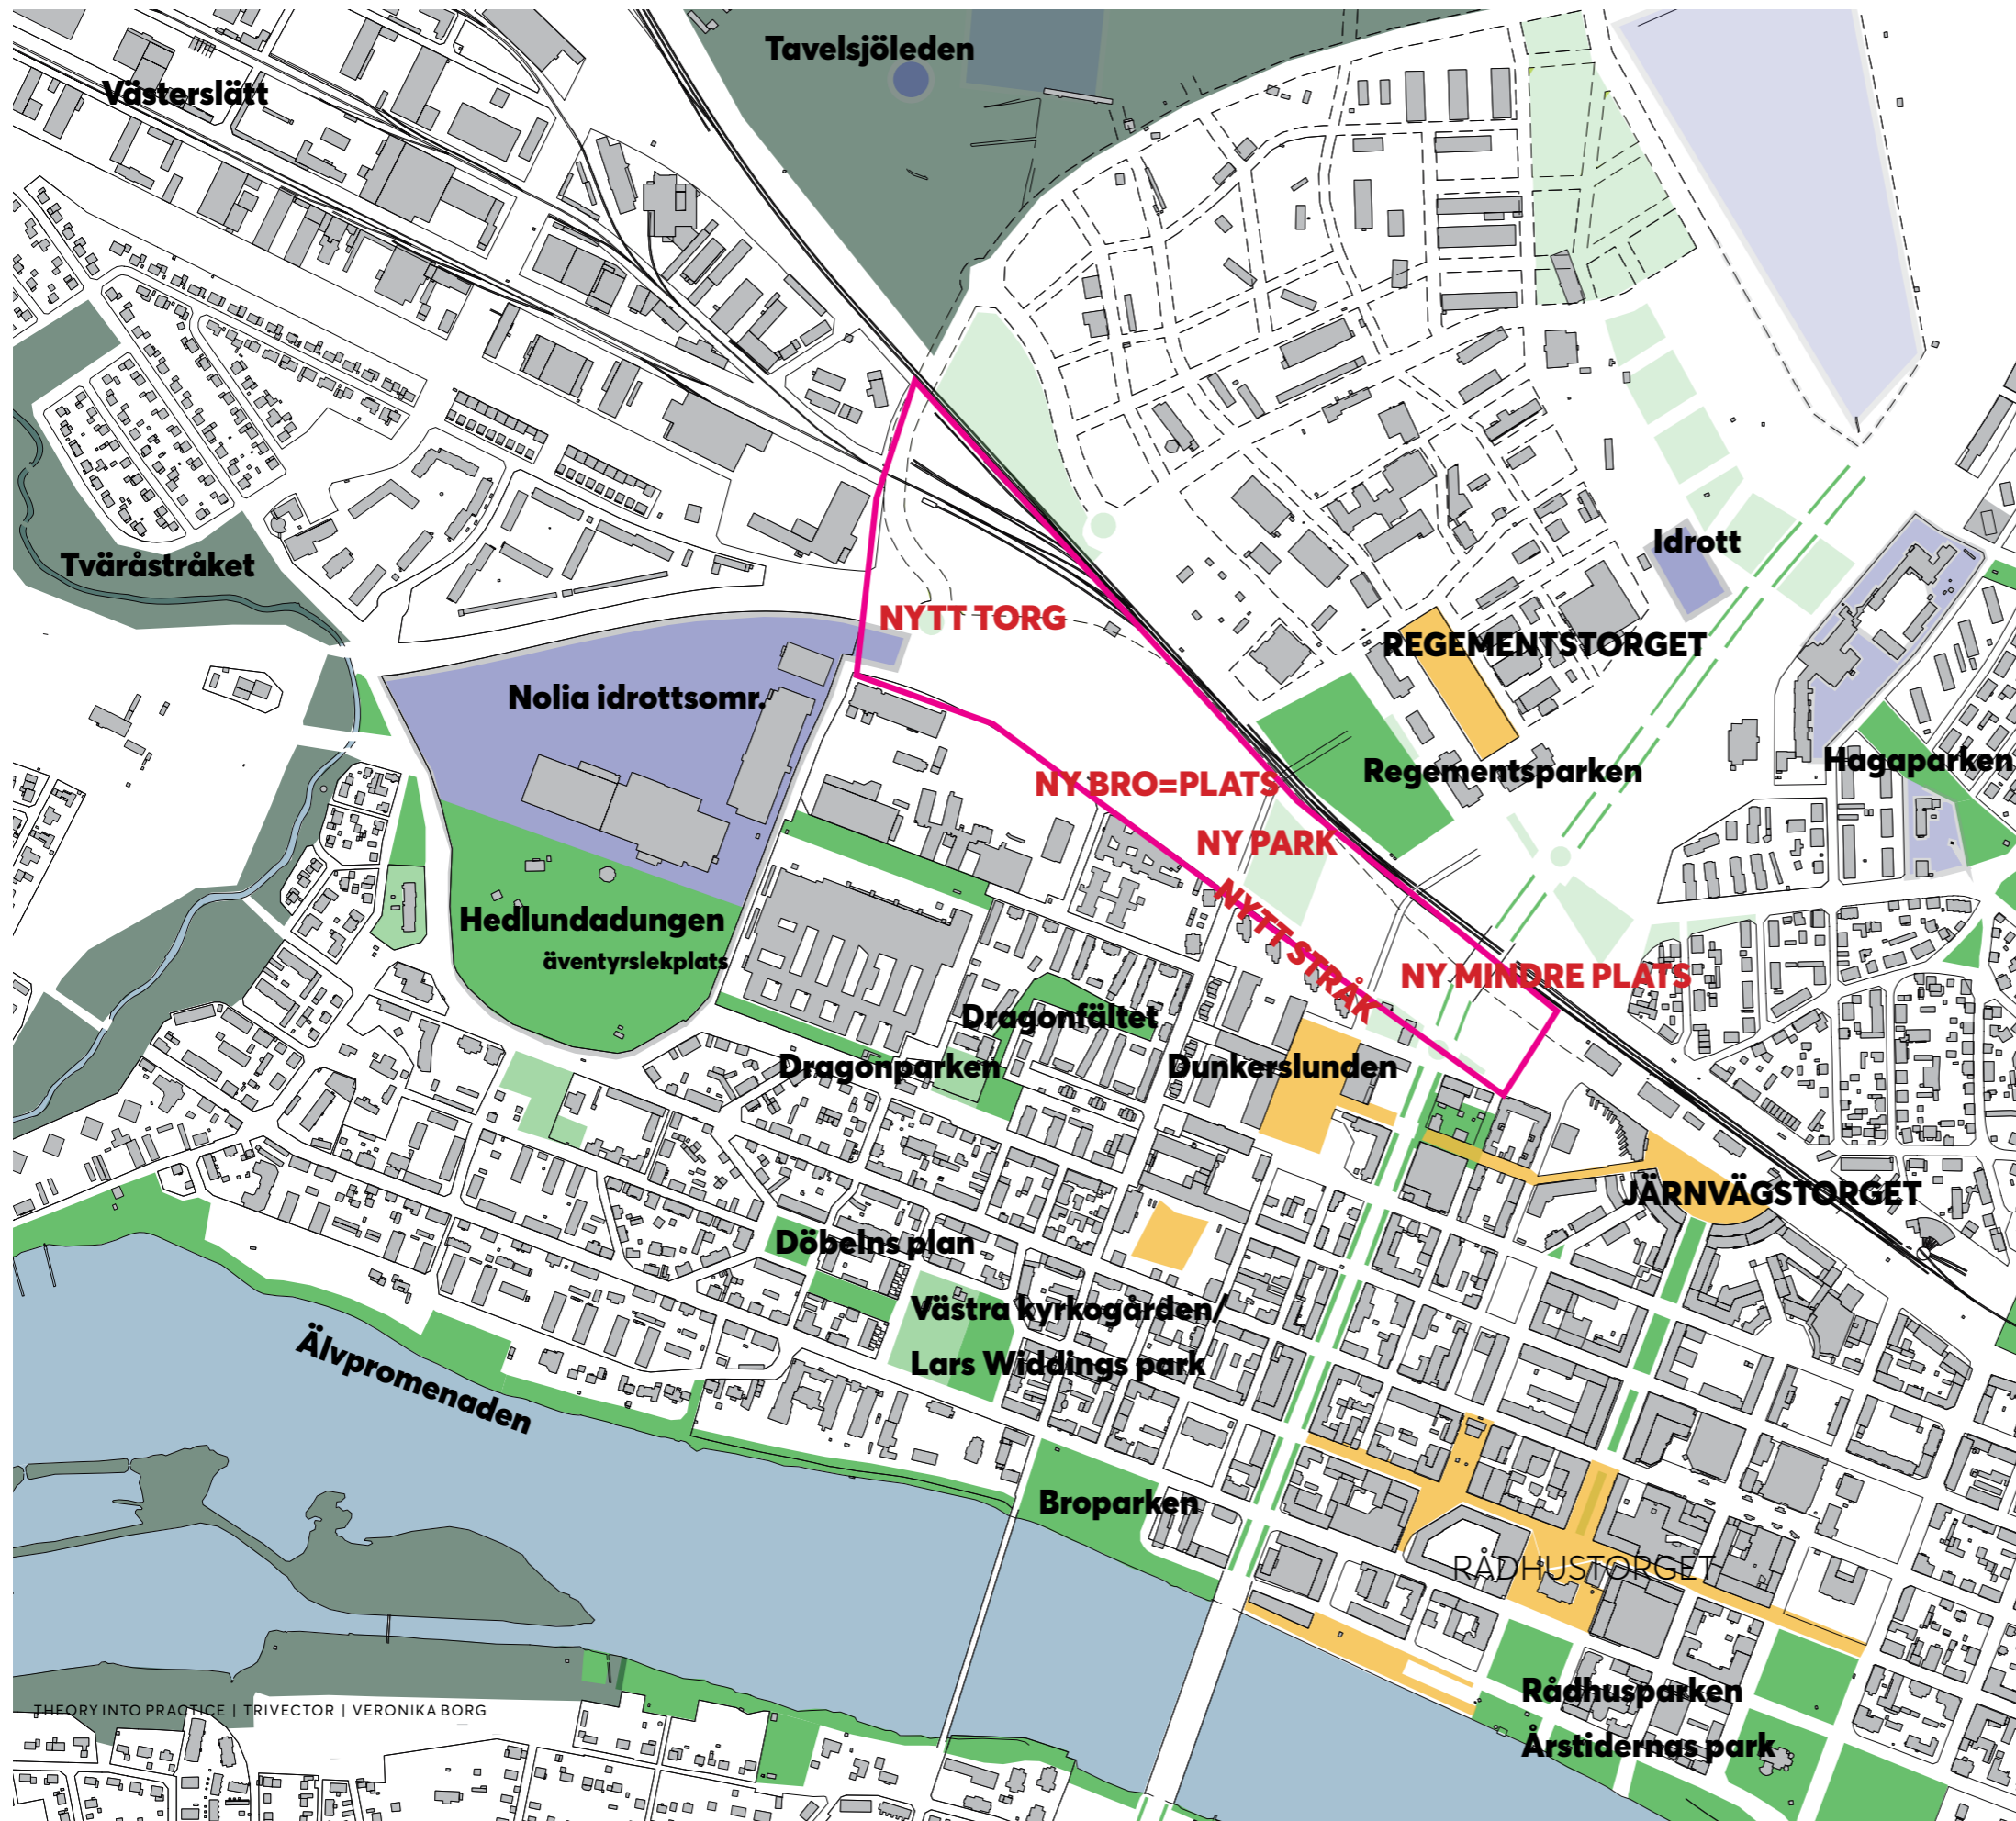 Tavelsjöleden
Västerslätt
Idrott
Tväråstråket
NYTT TORG
REGEMENTSTORGET
Nolia idrottsomr.
Hagaparken
Regementsparken
NY BRO=PLATS
NY PARK
Hedlundadungen
äventyrslekplats
NYTT STRÅK
NY MINDRE PLATS
Dragonfältet
Dragonparken
Dunkerslunden
JÄRNVÄGSTORGET
Döbelns plan
Västra kyrkogården/
Lars Widdings park
Älvpromenaden
Broparken
RÅDHUSTORGET
Rådhusparken
Årstidernas park
THEORY INTO PRACTICE | TRIVECTOR | VERONIKA BORG